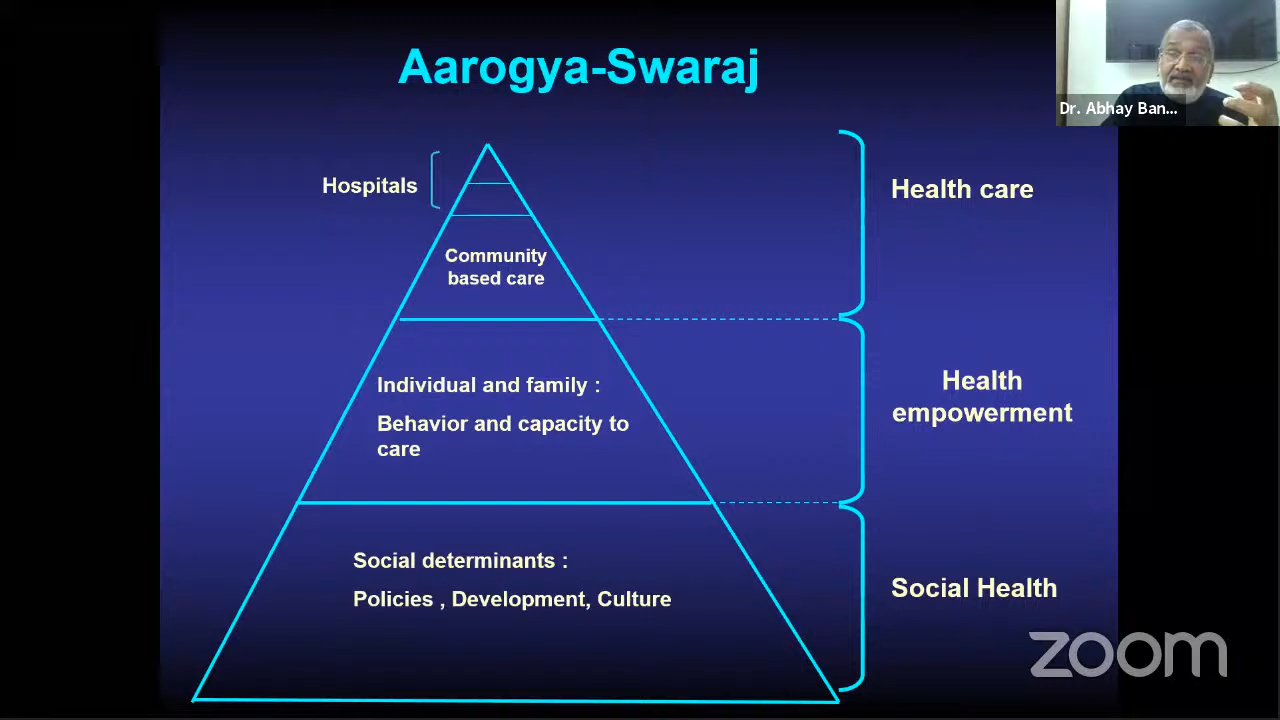 Aarogya-Swaraj
Dr. Abhay Ban...
Hospitals
Health care
Community
based care
Individual and family :
Behavior and capacity to
care
Health
empowerment
Social determinants :
Policies , Development, Culture
Social Health
zoom